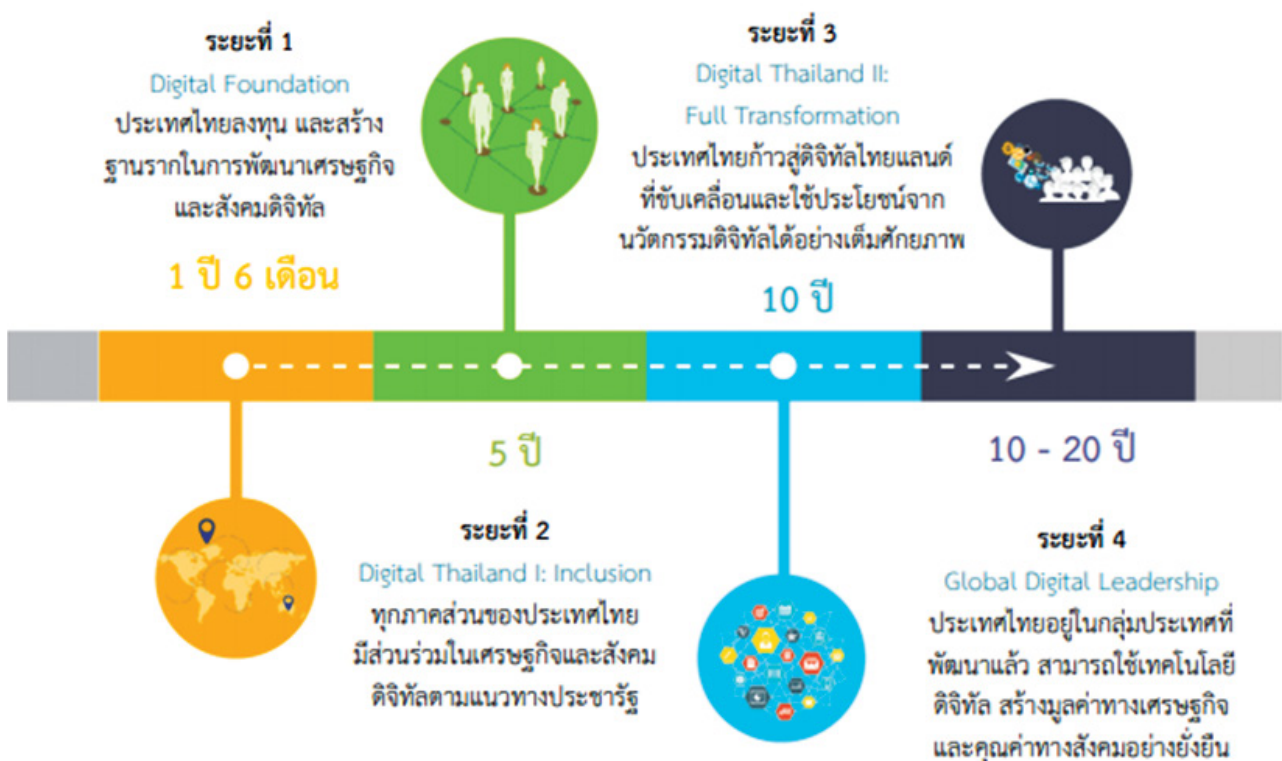 ระยะที่ 1
Digital Foundation
ประเทศไทยลงทุน และสร้าง
ฐานรากในการพัฒนาเศรษฐกิจ
และสังคมดิจิทัล
1 ปี 6 เดือน
5 ปี
ระยะที่ 2
Digital Thailand I: Inclusion
ทุกภาคส่วนของประเทศไทย
มีส่วนร่วมในเศรษฐกิจและสังคม
ดิจิทัลตามแนวทางประชารัฐ
ระยะที่ 3
Digital Thailand II:
Full Transformation
ประเทศไทยก้าวสู่ดิจิทัลไทยแลนด์
ที่ขับเคลื่อนและใช้ประโยชน์จาก
นวัตกรรมดิจิทัลได้อย่างเต็มศักยภาพ
10 ปี
10 - 20 ปี
ระยะที่ 4
Global Digital Leadership
ประเทศไทยอยู่ในกลุ่มประเทศที่
พัฒนาแล้ว สามารถใช้เทคโนโลยี
ดิจิทัล สร้างมูลค่าทางเศรษฐกิจ
และคุณค่าทางสังคมอย่างยั่งยืน